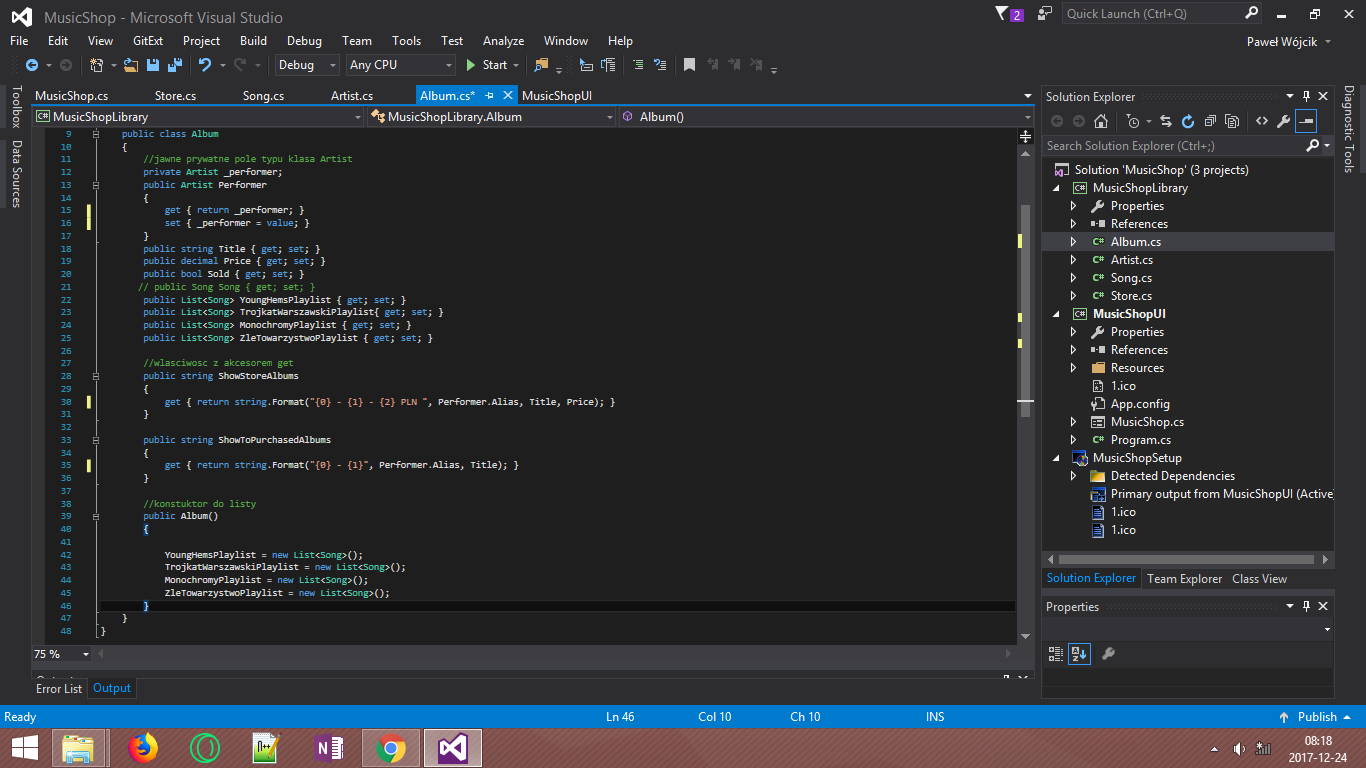 MusicShop - Microsoft Visual Studio
2
Quick Launch (Ctrl+Q)
File Edit View GitExt Project Build Debug Team Tools Test Analyze Window Help
Paweł Wójcik
Debug Any CPU Start
Toolbox
Data Sources
MusicShop.cs Store.cs Song.cs Artist.cs Album.cs* MusicShopUI
MusicShopLibrary MusicShopLibrary.Album Album()
9 public class Album
10 {
11 //jawne prywatne pole typu klasa Artist
12 private Artist _performer;
13 public Artist Performer
14 {
15 get { return _performer; }
16 set { _performer = value; }
17 }
18 public string Title { get; set; }
19 public decimal Price { get; set; }
20 public bool Sold { get; set; }
21 // public Song Song { get; set; }
22 public List<Song> YoungHemsPlaylist { get; set; }
23 public List<Song> TrojkatWarszawskiPlaylist{ get; set; }
24 public List<Song> MonochromyPlaylist { get; set; }
25 public List<Song> ZleTowarzystwoPlaylist { get; set; }
26
27 //wlasciwosc z akcesorem get
28 public string ShowStoreAlbums
29 {
30 get { return string.Format("{0} - {1} - {2} PLN ", Performer.Alias, Title, Price); }
31 }
32
33 public string ShowToPurchasedAlbums
34 {
35 get { return string.Format("{0} - {1}", Performer.Alias, Title); }
36 }
37
38 //konstuktor do listy
39 public Album()
40 {
41
42 YoungHemsPlaylist = new List<Song>();
43 TrojkatWarszawskiPlaylist = new List<Song>();
44 MonochromyPlaylist = new List<Song>();
45 ZleTowarzystwoPlaylist = new List<Song>();
46 }
47 }
48 }
75 %
Error List Output
Solution Explorer
Search Solution Explorer (Ctrl+;)
Solution 'MusicShop' (3 projects)
C# MusicShopLibrary
Properties
References
C# Album.cs
C# Artist.cs
C# Song.cs
C# Store.cs
C# MusicShopUI
Properties
References
Resources
1.ico
App.config
MusicShop.cs
C# Program.cs
MusicShopSetup
Detected Dependencies
Primary output from MusicShopUI (Active
1.ico
1.ico
Solution Explorer Team Explorer Class View
Properties
Diagnostic Tools
Ready Ln 46 Col 10 Ch 10 INS Publish
08:18
2017-12-24